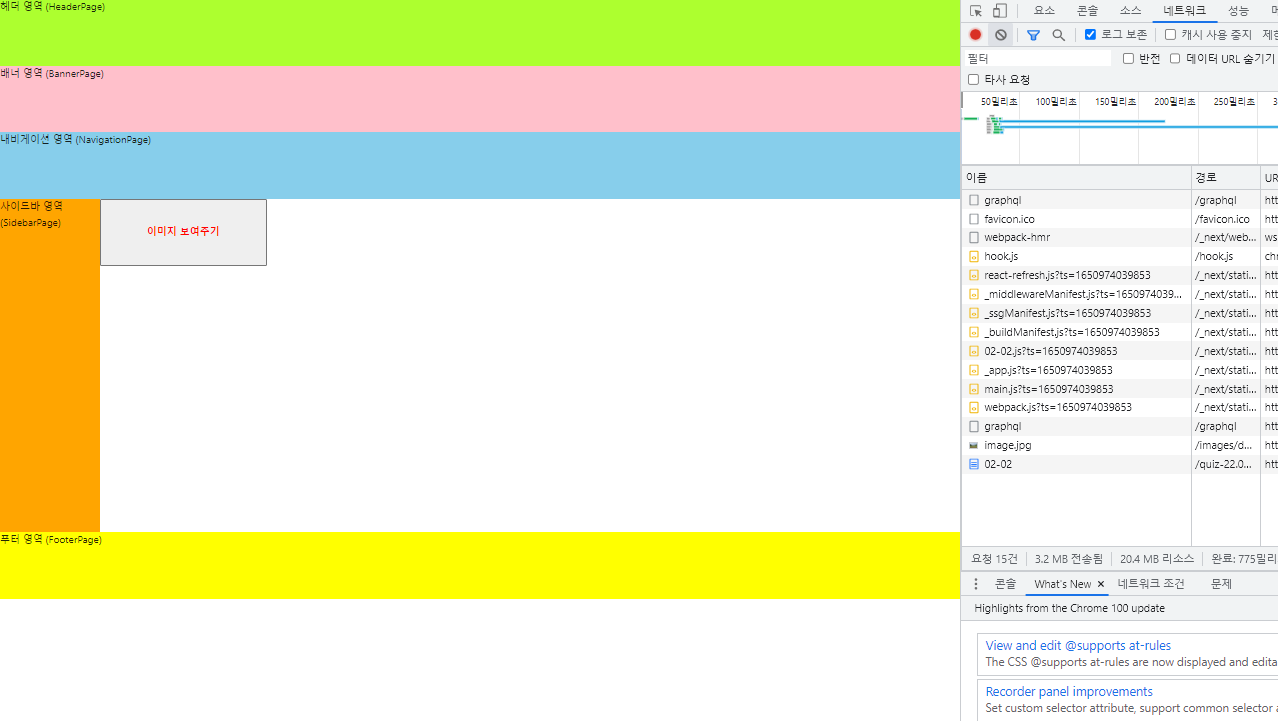 헤더 영역 (HeaderPage)
배너 영역 (BannerPage)
내비게이션 영역 (NavigationPage)
사이드바 영역
(SidebarPage)
이미지 보여주기
푸터 영역 (FooterPage)
요소 콘솔 소스 네트워크 성능
로그 보존 캐시 사용 중지
필터 반전 데이터 URL 숨기기
타사 요청
50밀리초 100밀리초 150밀리초 200밀리초 250밀리초
이름 경로 UR
graphql /graphql htt
favicon.ico /favicon.ico htt
webpack-hmr /_next/web... ws
hook.js /hook.js chr
react-refresh.js?ts=1650974039853 /_next/stati... htt
_middlewareManifest.js?ts=165097403​9... /_next/stati... htt
_ssgManifest.js?ts=1650974039853 /_next/stati... htt
_buildManifest.js?ts=1650974039853 /_next/stati... htt
02-02.js?ts=1650974039853 /_next/stati... htt
_app.js?ts=1650974039853 /_next/stati... htt
main.js?ts=1650974039853 /_next/stati... htt
webpack.js?ts=1650974039853 /_next/stati... htt
graphql /graphql htt
image.jpg /images/d... htt
02-02 /quiz-22.0... htt
요청 15건 3.2 MB 전송됨 20.4 MB 리소스 완료: 775밀리
콘솔 What's New × 네트워크 조건 문제
Highlights from the Chrome 100 update
View and edit @supports at-rules
The CSS @supports at-rules are now displayed and edita
Recorder panel improvements
Set custom selector attribute, support common selector a